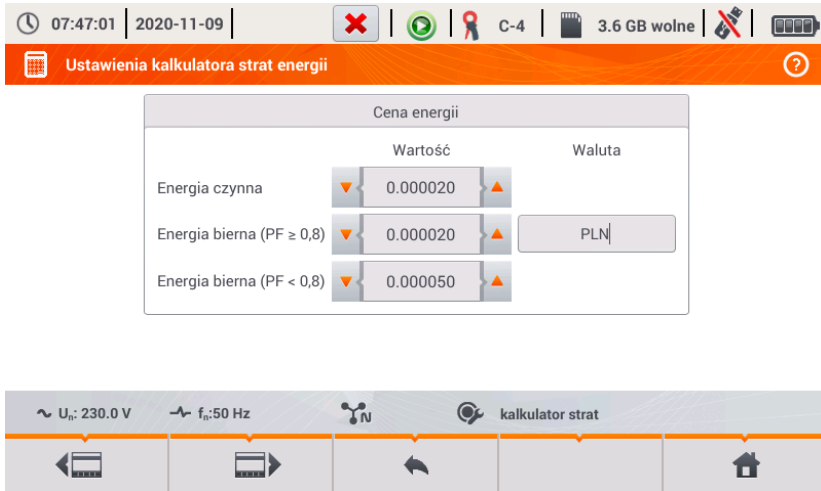 07:47:01 2020-11-09 C-4 3.6 GB wolne
Ustawienia kalkulatora strat energii ?
Cena energii
Wartość Waluta
Energia czynna 0.000020
Energia bierna (PF ≥ 0,8) 0.000020 PLN
Energia bierna (PF < 0,8) 0.000050
Un: 230.0 V fn:50 Hz N kalkulator strat